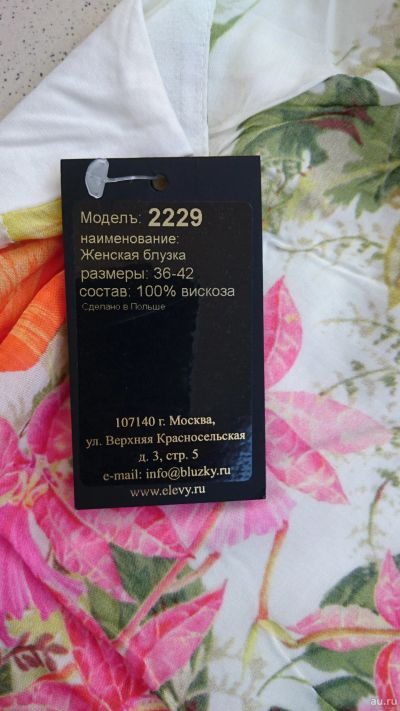 Моделъ: 2229
наименование:
Женская блузка
размеры: 36-42
состав: 100% вискоза
Сделано в Польше
107140 г. Москва,
ул. Верхняя Красносельская
д. 3, стр. 5
e-mail: info@bluzky.ru
www.elevy.ru
au.ru